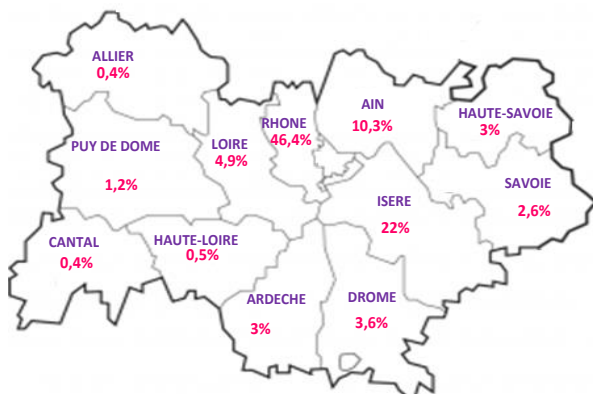 ALLIER
0,4%
AIN
10,3%
HAUTE-SAVOIE
3%
RHONE
46,4%
LOIRE
4,9%
PUY DE DOME
1,2%
SAVOIE
2,6%
ISERE
22%
CANTAL
0,4%
HAUTE-LOIRE
0,5%
ARDECHE
3%
DROME
3,6%